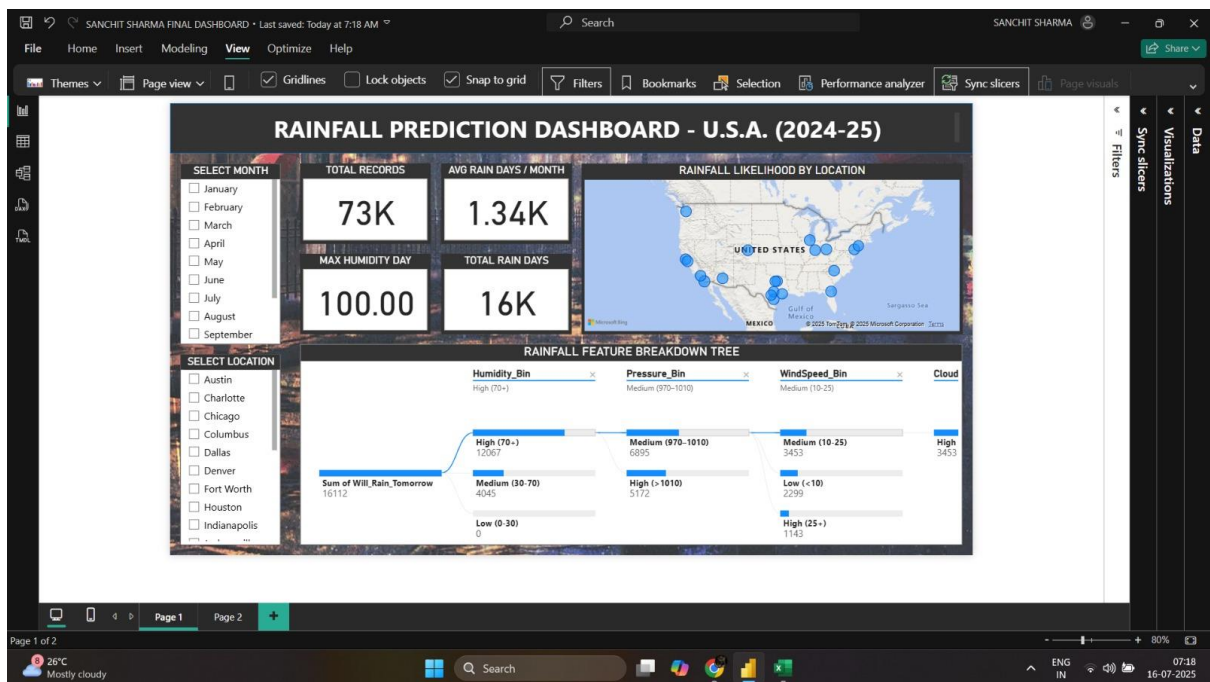 SANCHIT SHARMA FINAL DASHBOARD • Last saved: Today at 7:18 AM
Search
SANCHIT SHARMA
File Home Insert Modeling View Optimize Help
Share
Themes Page view Gridlines Lock objects Snap to grid Filters Bookmarks Selection Performance analyzer Sync slicers Page visuals
RAINFALL PREDICTION DASHBOARD - U.S.A. (2024-25)
SELECT MONTH
January
February
March
April
May
June
July
August
September
TOTAL RECORDS
73K
AVG RAIN DAYS / MONTH
1.34K
MAX HUMIDITY DAY
100.00
TOTAL RAIN DAYS
16K
RAINFALL LIKELIHOOD BY LOCATION
UNITED STATES
Gulf of
Mexico
MEXICO
Sargasso Sea
Microsoft Bing
© 2025 TomTom, © 2025 Microsoft Corporation Terms
SELECT LOCATION
Austin
Charlotte
Chicago
Columbus
Dallas
Denver
Fort Worth
Houston
Indianapolis
RAINFALL FEATURE BREAKDOWN TREE
Humidity_Bin
High (70+)
Pressure_Bin
Medium (970-1010)
WindSpeed_Bin
Medium (10-25)
Cloud
Sum of Will_Rain_Tomorrow
16112
High (70+)
12067
Medium (30-70)
4045
Low (0-30)
0
Medium (970-1010)
6895
High (>1010)
5172
Medium (10-25)
3453
Low (<10)
2299
High (25+)
1143
High
3453
Filters
Sync slicers
Visualizations
Data
DAX
TMDL
Page 1 Page 2
Page 1 of 2
80%
8
26°C
Mostly cloudy
Search
ENG
IN
07:18
16-07-2025